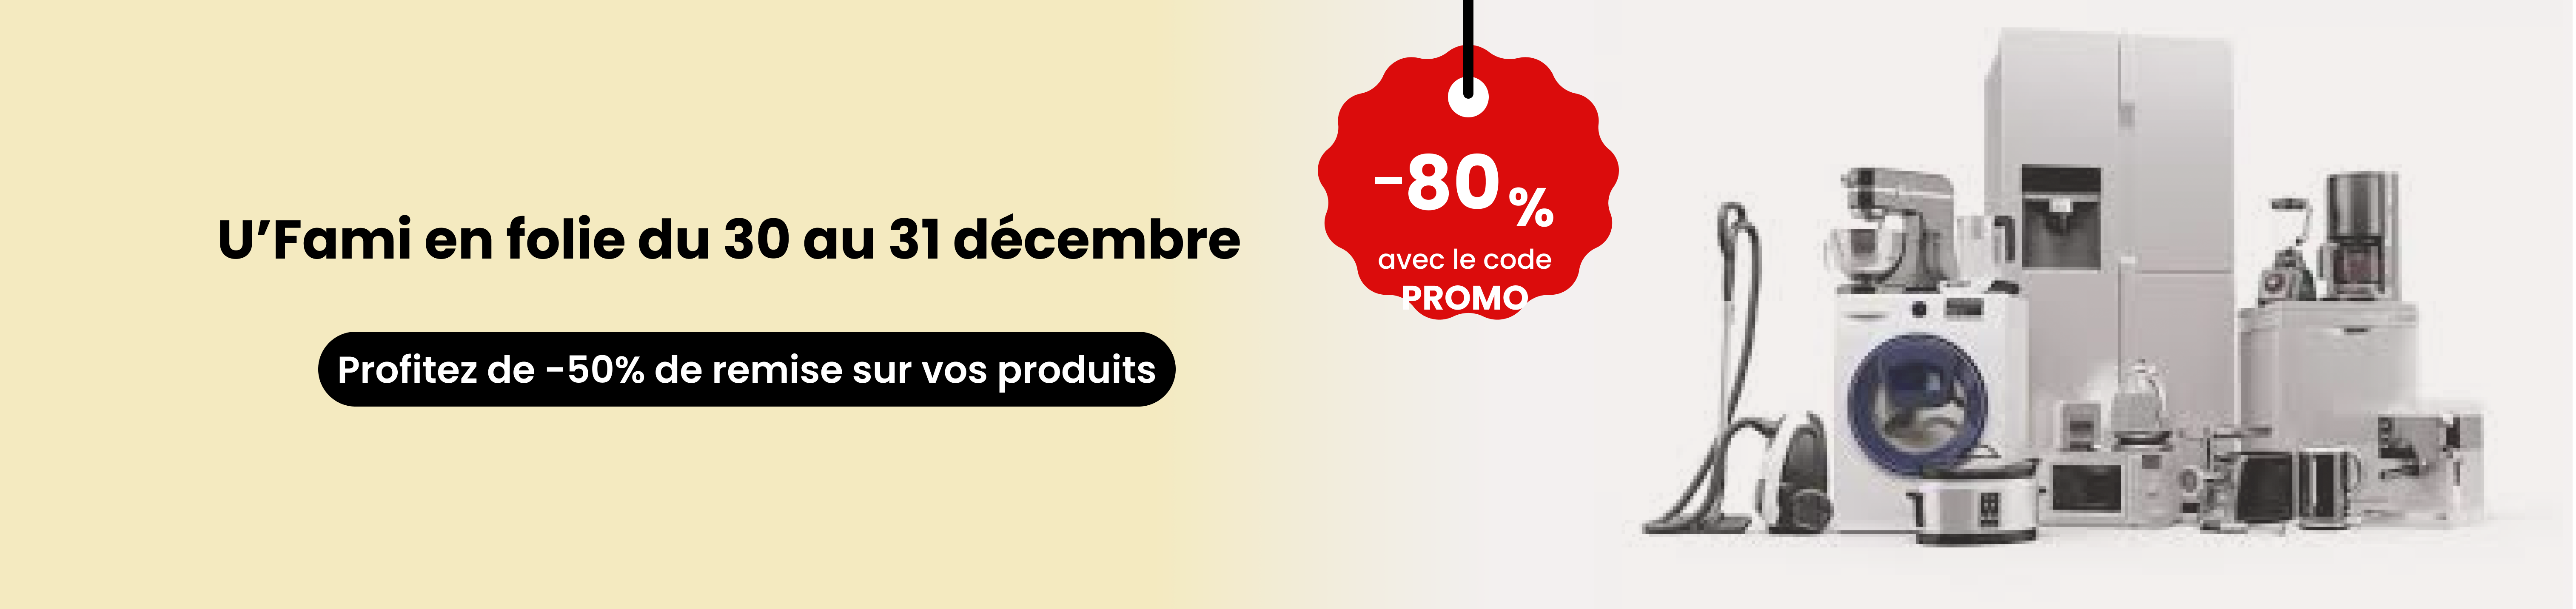 U’Fami en folie du 30 au 31 décembre
Profitez de -50% de remise sur vos produits
-80 %
avec le code
PROMO